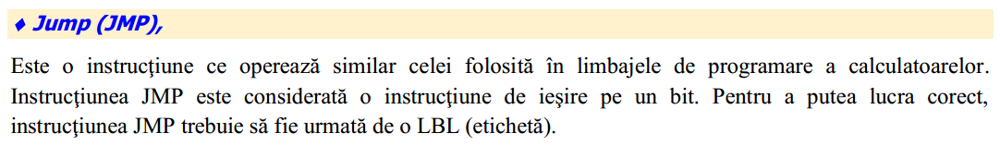 ♦ Jump (JMP),
Este o instrucţiune ce operează similar celei folosită în limbajele de programare a calculatoarelor.
Instrucţiunea JMP este considerată o instrucţiune de ieşire pe un bit. Pentru a putea lucra corect,
instrucţiunea JMP trebuie să fie urmată de o LBL (etichetă).